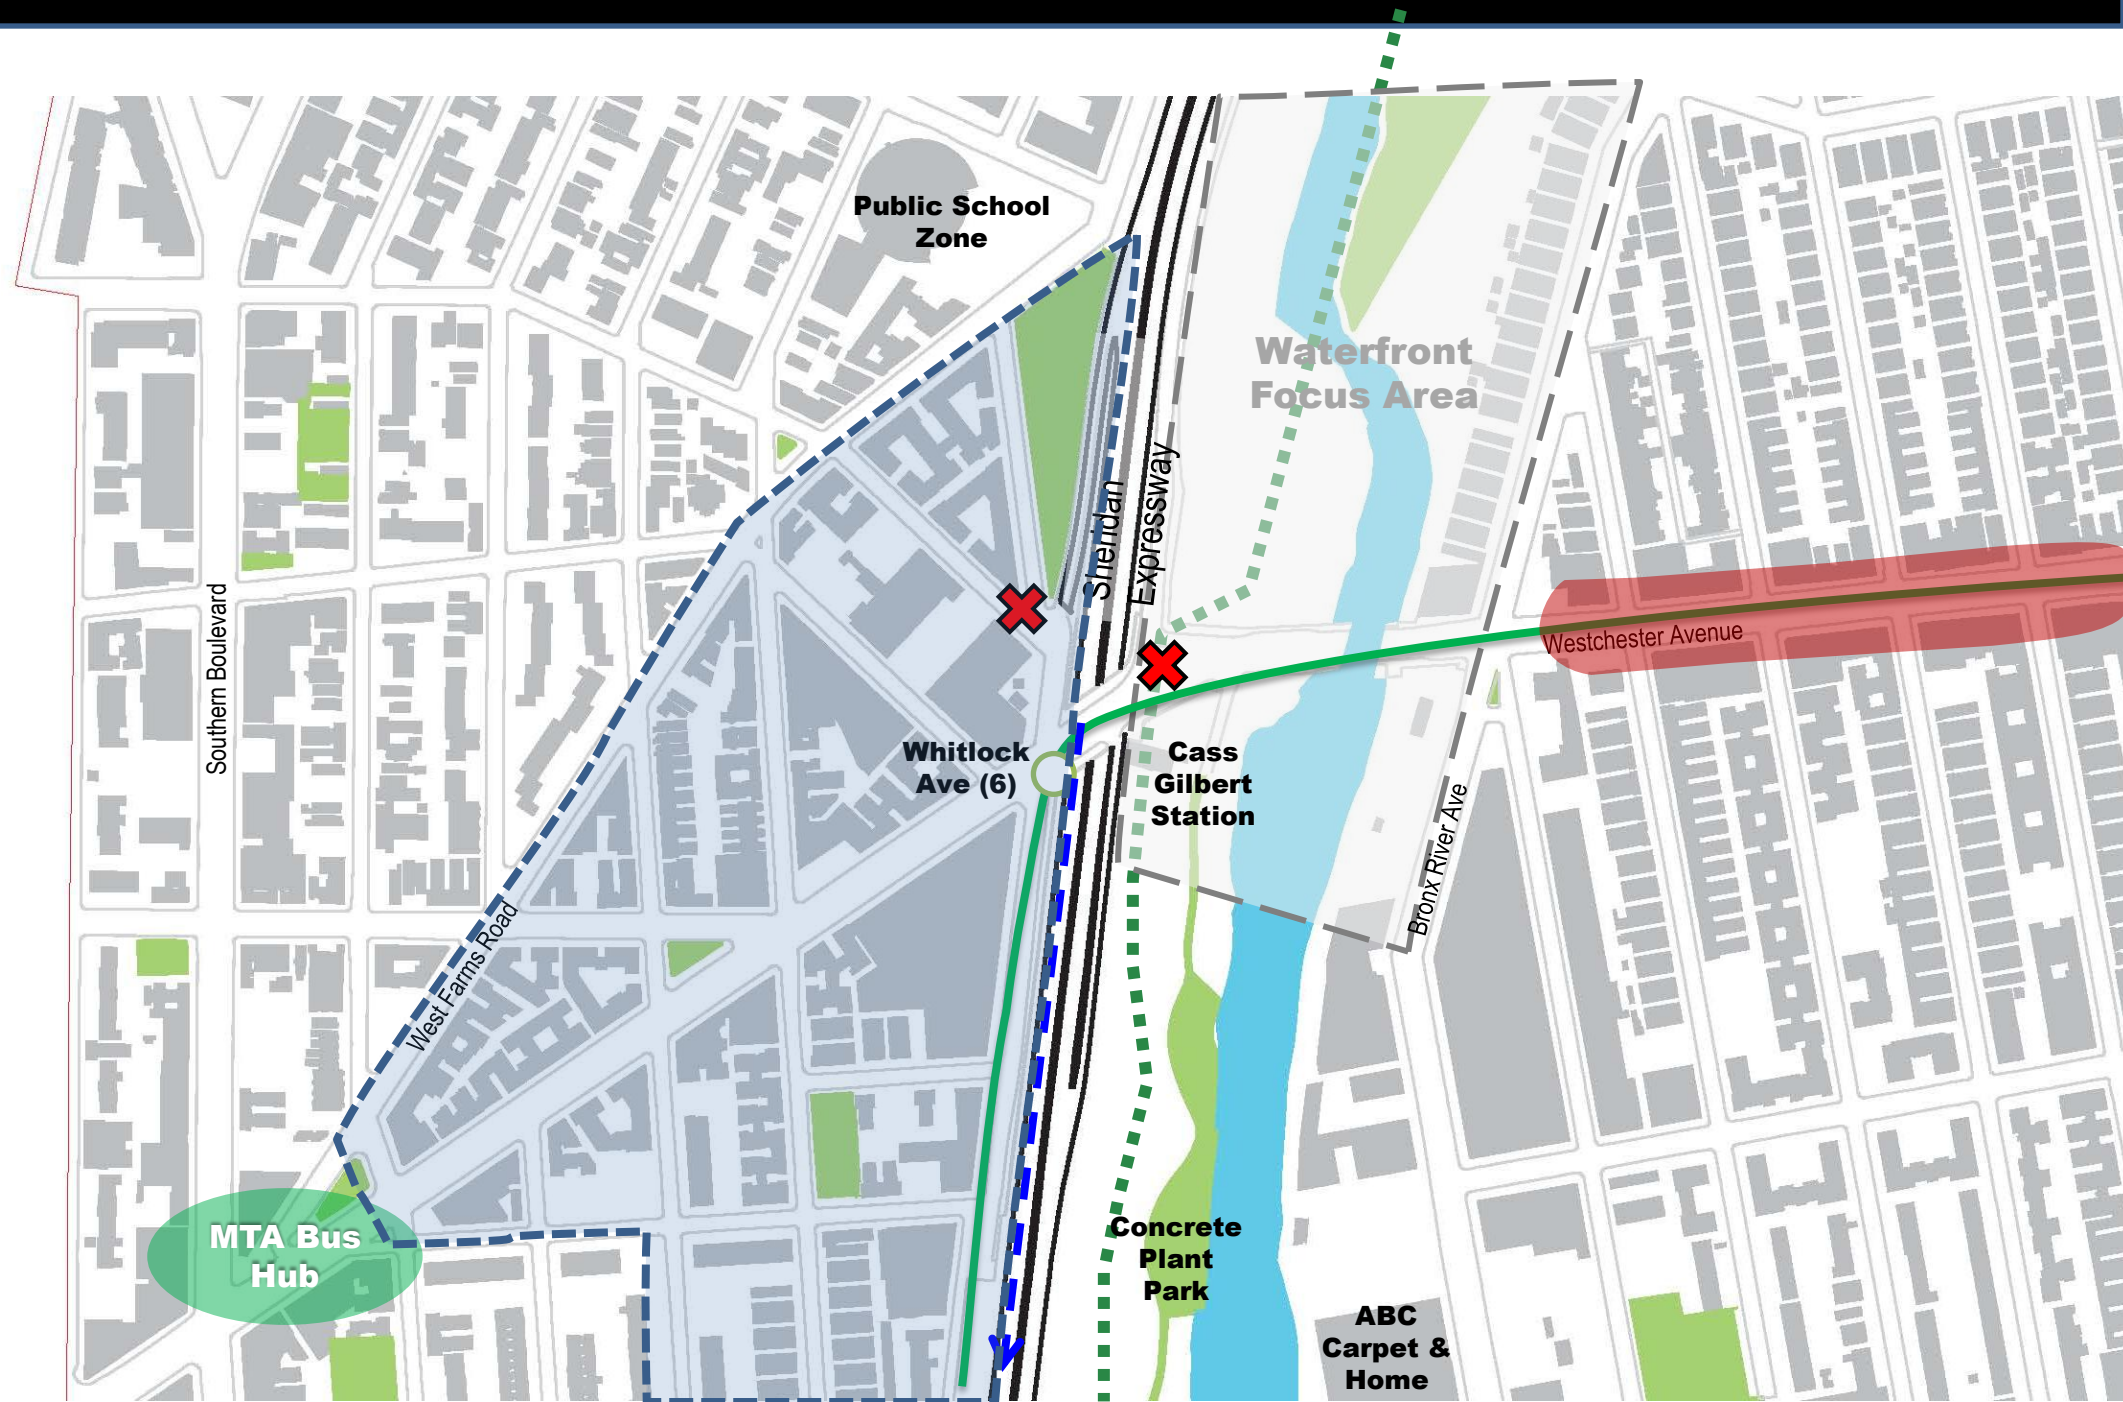 Public School
Zone
Waterfront
Focus Area
Sheridan
Expressway
Southern Boulevard
Westchester Avenue
Whitlock
Ave (6)
Cass
Gilbert
Station
Bronx River Ave
West Farms Road
MTA Bus
Hub
Concrete
Plant
Park
ABC
Carpet &
Home